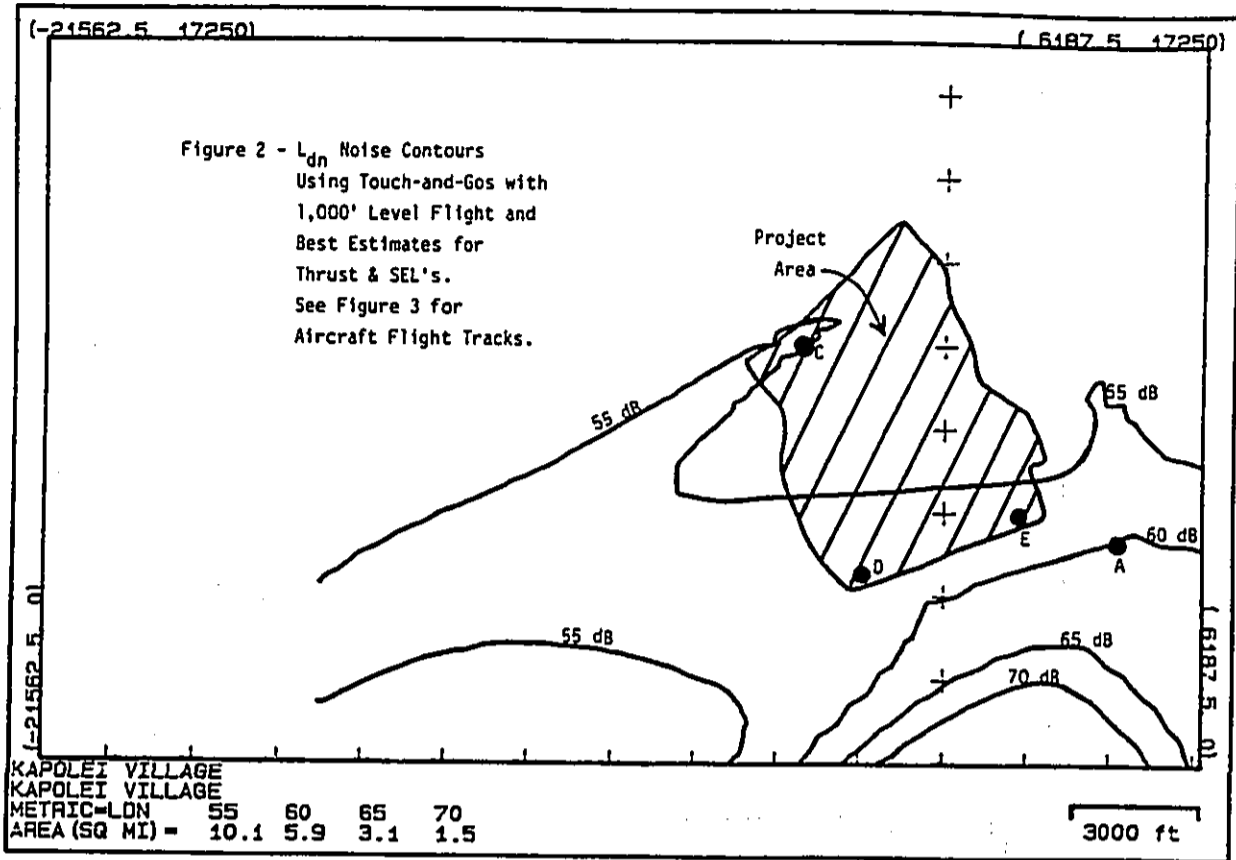 (-21562.5 17250)
( 6187.5 17250)
Figure 2 - Ldn Noise Contours
Using Touch-and-Gos with
1,000' Level Flight and
Best Estimates for
Thrust & SEL's.
See Figure 3 for
Aircraft Flight Tracks.
Project
Area
C
55 dB
55 dB
E
60 dB
A
D
55 dB
65 dB
70 dB
(-21562.5 0)
( 6187.5 0)
KAPOLEI VILLAGE
KAPOLEI VILLAGE
METRIC=LDN 55 60 65 70
AREA (SQ MI) = 10.1 5.9 3.1 1.5
3000 ft